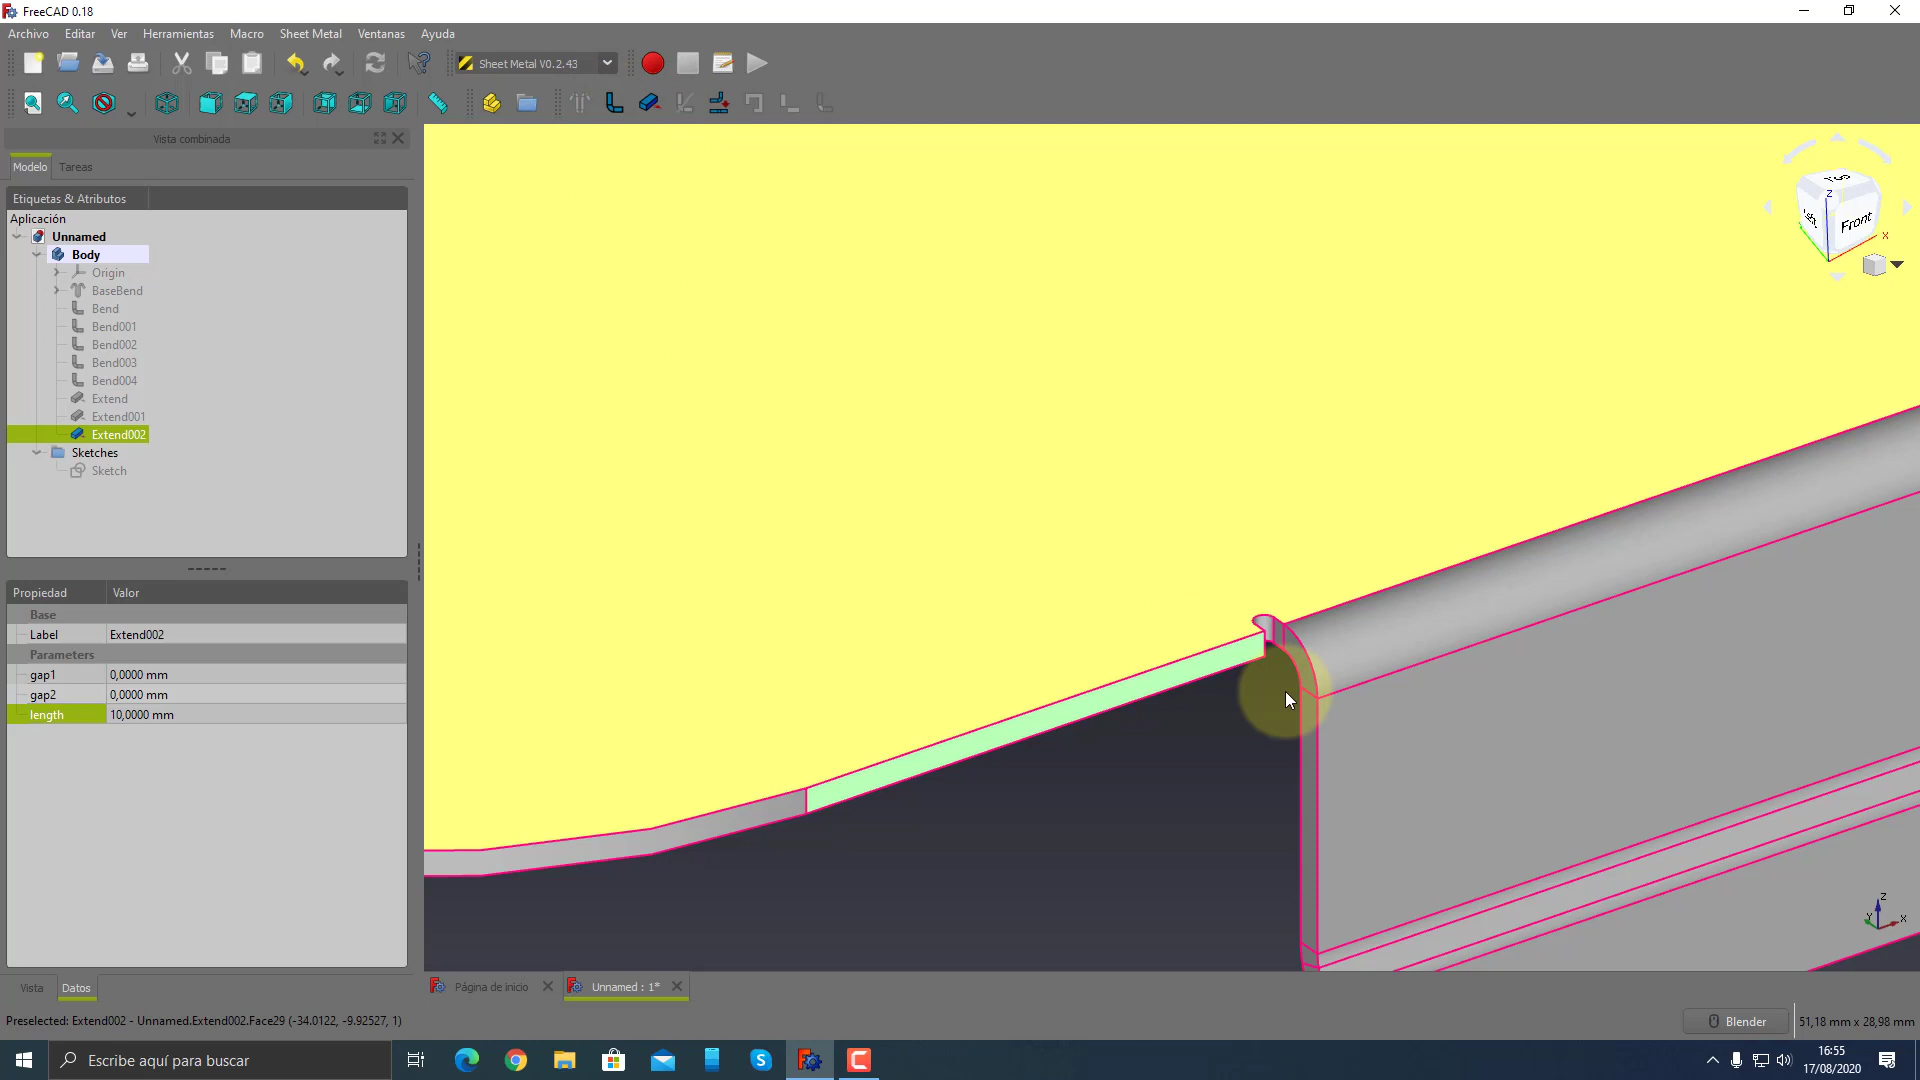 FreeCAD 0.18
Archivo Editar Ver Herramientas Macro Sheet Metal Ventanas Ayuda
Sheet Metal V0.2.43
Vista combinada
Modelo Tareas
Etiquetas & Atributos
Aplicación
Unnamed
Body
Origin
BaseBend
Bend
Bend001
Bend002
Bend003
Bend004
Extend
Extend001
Extend002
Sketches
Sketch
Propiedad Valor
Base
Label Extend002
Parameters
gap1 0,0000 mm
gap2 0,0000 mm
length 10,0000 mm
Vista Datos
Front
Z
X
Z
Y
X
Página de inicio Unnamed : 1*
Preselected: Extend002 - Unnamed.Extend002.Face29 (-34.0122, -9.92527, 1)
Blender 51,18 mm x 28,98 mm
Escribe aquí para buscar
16:55
17/08/2020